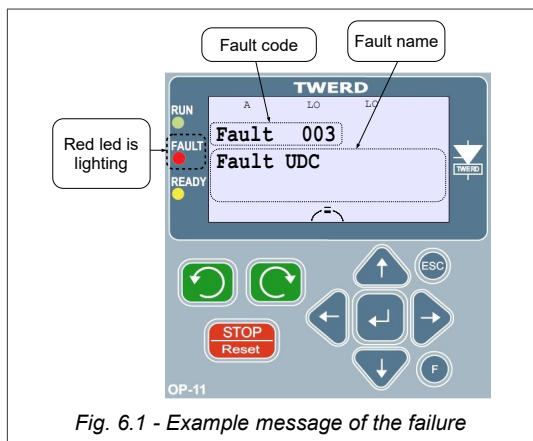 Fault code
Fault name
TWERD
RUN
A LO LO
Fault 003
Red led is
lighting
FAULT
Fault UDC
TWERD
READY
ESC
STOP
Reset
F
OP-11
Fig. 6.1 - Example message of the failure